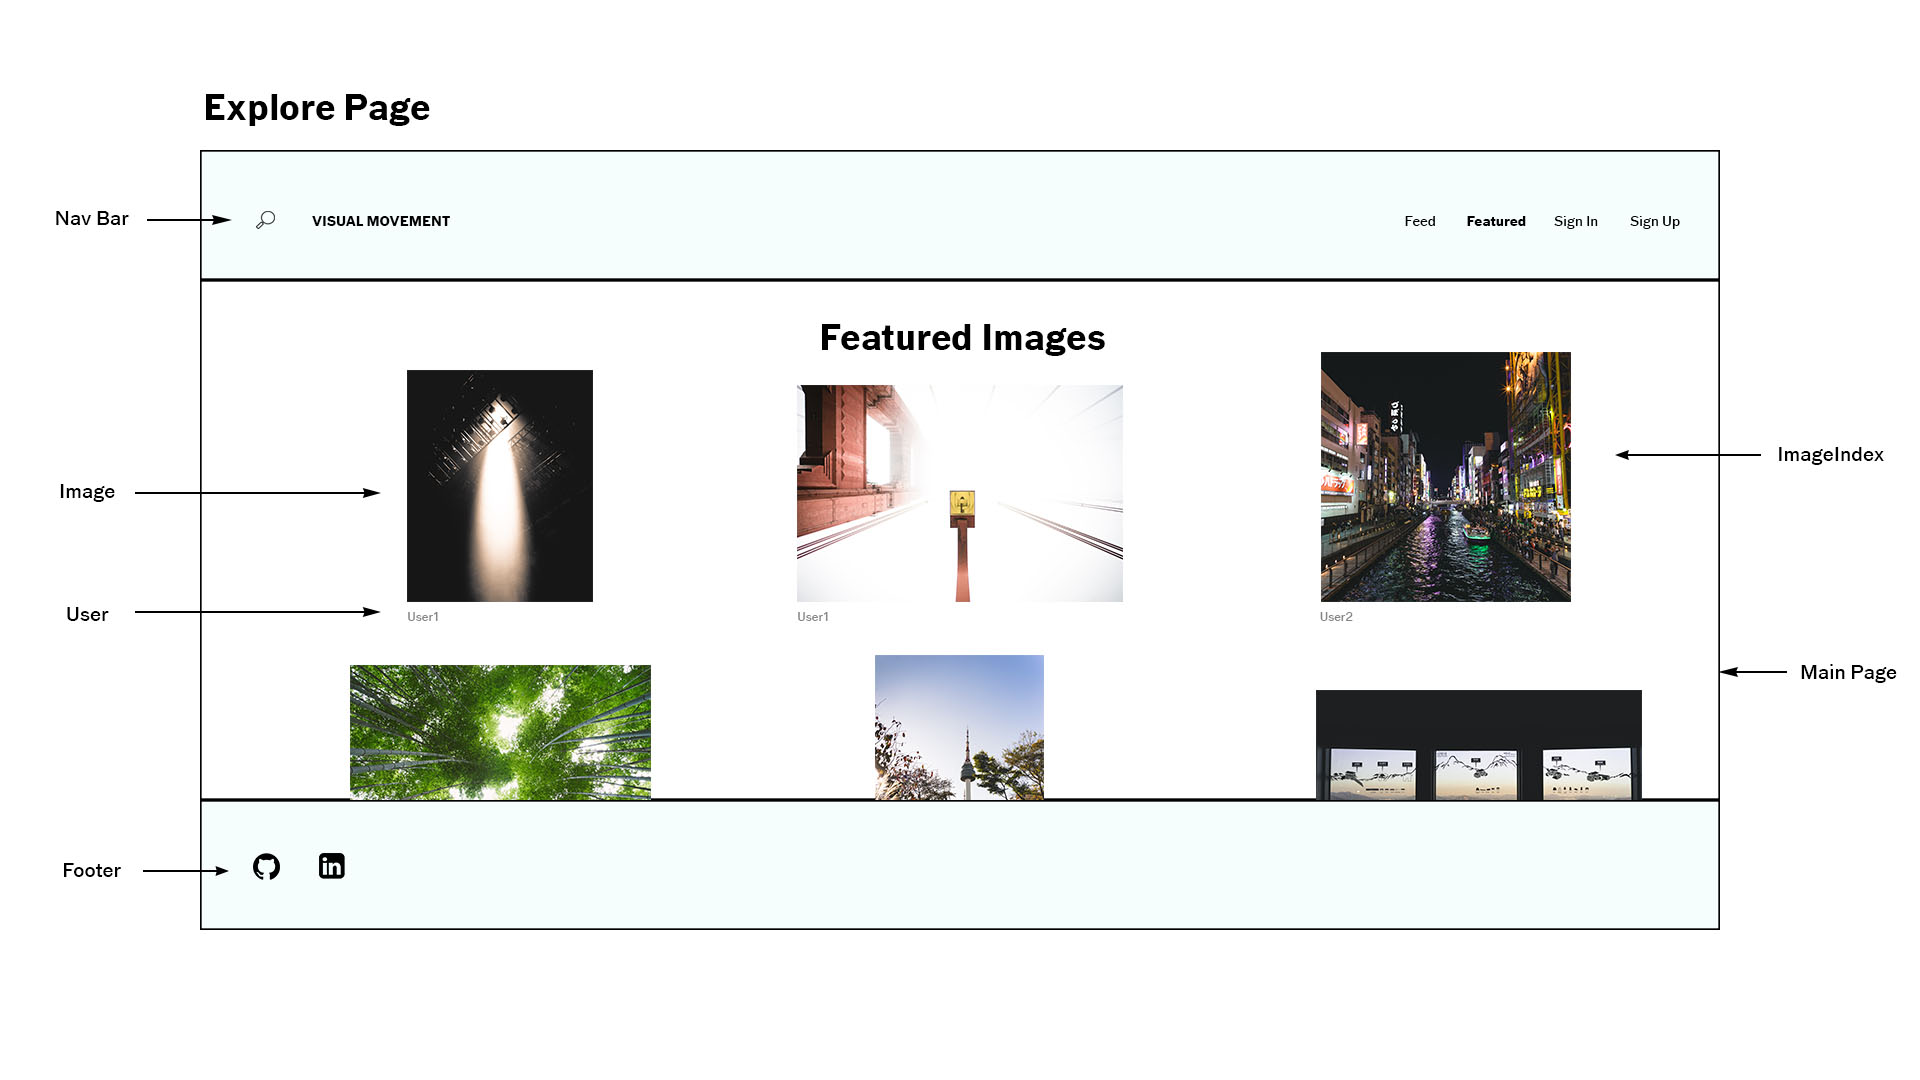 Explore Page
Nav Bar
VISUAL MOVEMENT
Feed
Featured
Sign In
Sign Up
Featured Images
ImageIndex
Image
User
User1
User1
User2
Main Page
Footer
in